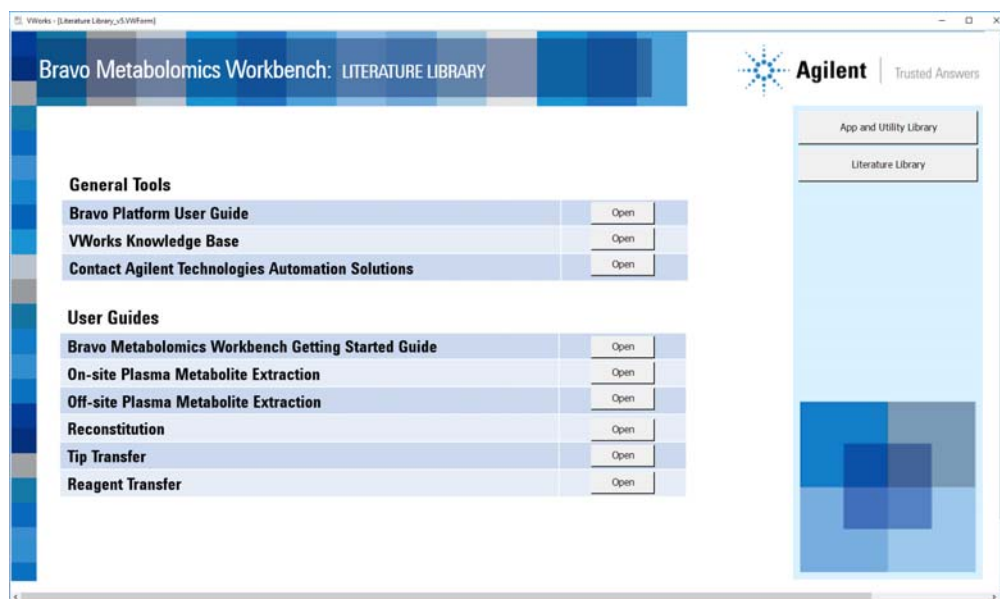 VWorks - [Literature Library_v5.VWForm]
Bravo Metabolomics Workbench: LITERATURE LIBRARY
Agilent | Trusted Answers
App and Utility Library
Literature Library
General Tools
Bravo Platform User Guide Open
VWorks Knowledge Base Open
Contact Agilent Technologies Automation Solutions Open
User Guides
Bravo Metabolomics Workbench Getting Started Guide Open
On-site Plasma Metabolite Extraction Open
Off-site Plasma Metabolite Extraction Open
Reconstitution Open
Tip Transfer Open
Reagent Transfer Open